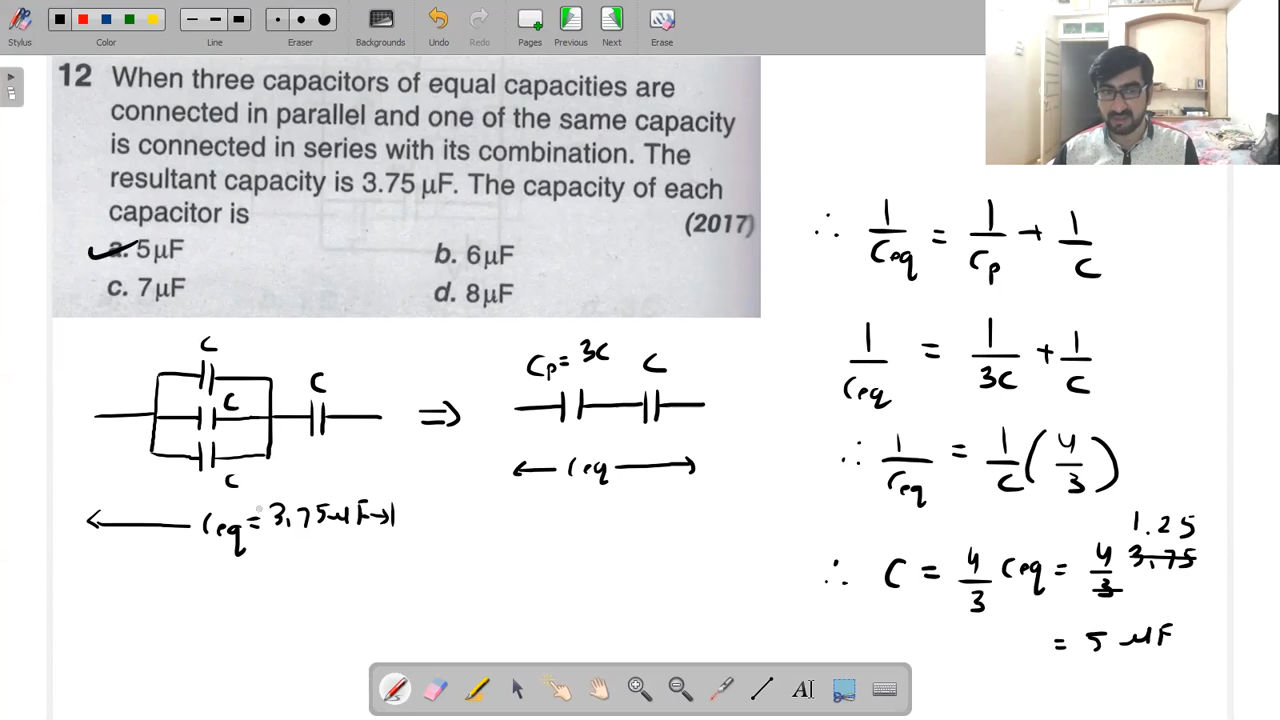 Stylus Color Line Eraser Backgrounds Undo Redo Pages Previous Next Erase
12 When three capacitors of equal capacities are
connected in parallel and one of the same capacity
is connected in series with its combination. The
resultant capacity is 3.75 μF. The capacity of each
capacitor is
(2017)
a. 5μF b. 6μF
c. 7μF d. 8μF
C
C
C
C
Ceq = 3.75μF
⇒
Cp = 3C C
Ceq
∴ 1/Ceq = 1/Cp + 1/C
1/Ceq = 1/3C + 1/C
∴ 1/Ceq = 1/C (4/3)
1.25
∴ C = 4/3 Ceq = 4/3 3.75
= 5 μF
A